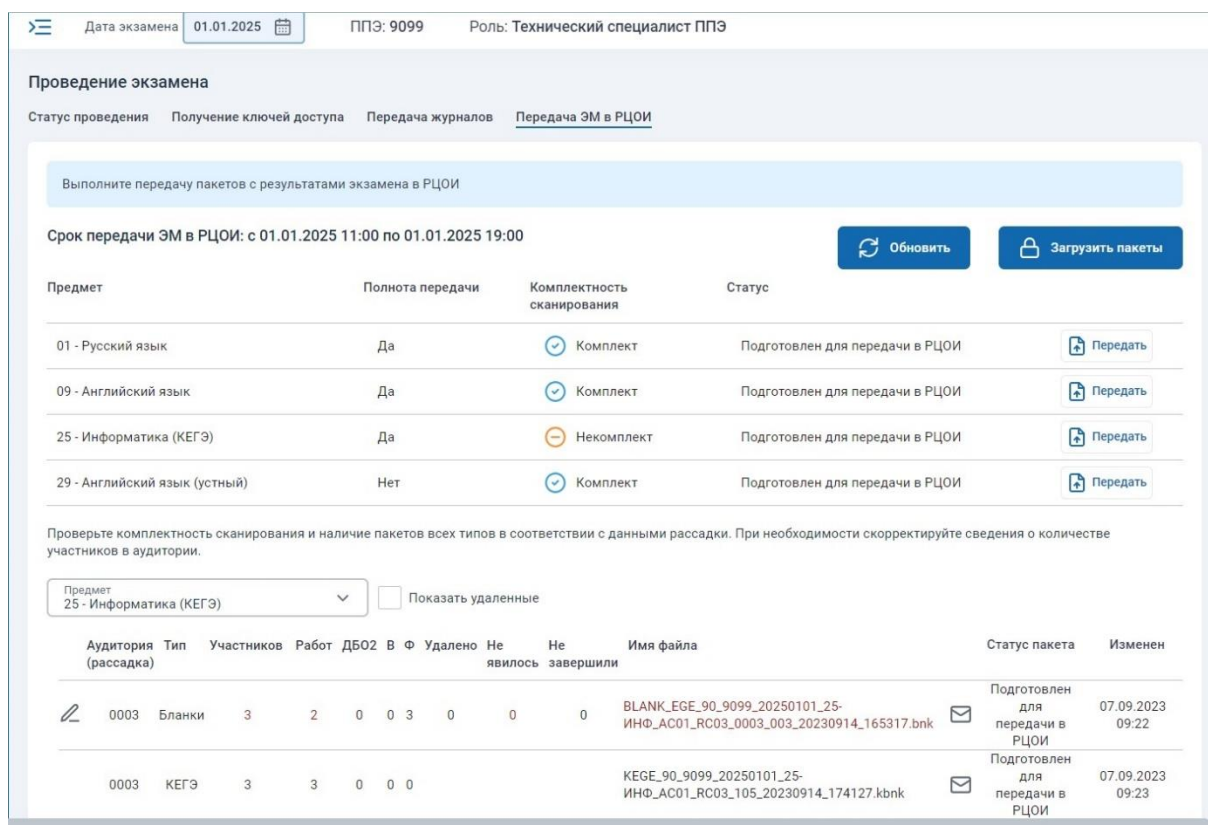 Дата экзамена 01.01.2025 ППЭ: 9099 Роль: Технический специалист ППЭ
Проведение экзамена
Статус проведения Получение ключей доступа Передача журналов Передача ЭМ в РЦОИ
Выполните передачу пакетов с результатами экзамена в РЦОИ
Срок передачи ЭМ в РЦОИ: с 01.01.2025 11:00 по 01.01.2025 19:00 Обновить Загрузить пакеты
Предмет Полнота передачи Комплектность Статус
сканирования
01 - Русский язык Да Комплект Подготовлен для передачи в РЦОИ Передать
09 - Английский язык Да Комплект Подготовлен для передачи в РЦОИ Передать
25 - Информатика (КЕГЭ) Да Некомплект Подготовлен для передачи в РЦОИ Передать
29 - Английский язык (устный) Нет Комплект Подготовлен для передачи в РЦОИ Передать
Проверьте комплектность сканирования и наличие пакетов всех типов в соответствии с данными рассадки. При необходимости скорректируйте сведения о количестве
участников в аудитории.
Предмет
25 - Информатика (КЕГЭ) Показать удаленные
Аудитория Тип Участников Работ ДБО2 В Ф Удалено Не Не Имя файла Статус пакета Изменен
(рассадка) явилось завершили
Подготовлен
BLANK_EGE_90_9099_20250101_25- для 07.09.2023
0003 Бланки 3 2 0 0 3 0 0 0 ИНФ_AC01_RC03_0003_003_20230914_165317.bnk передачи в 09:22
РЦОИ
Подготовлен
KEGE_90_9099_20250101_25- для 07.09.2023
0003 КЕГЭ 3 3 0 0 0 ИНФ_AC01_RC03_105_20230914_174127.kbnk передачи в 09:23
РЦОИ